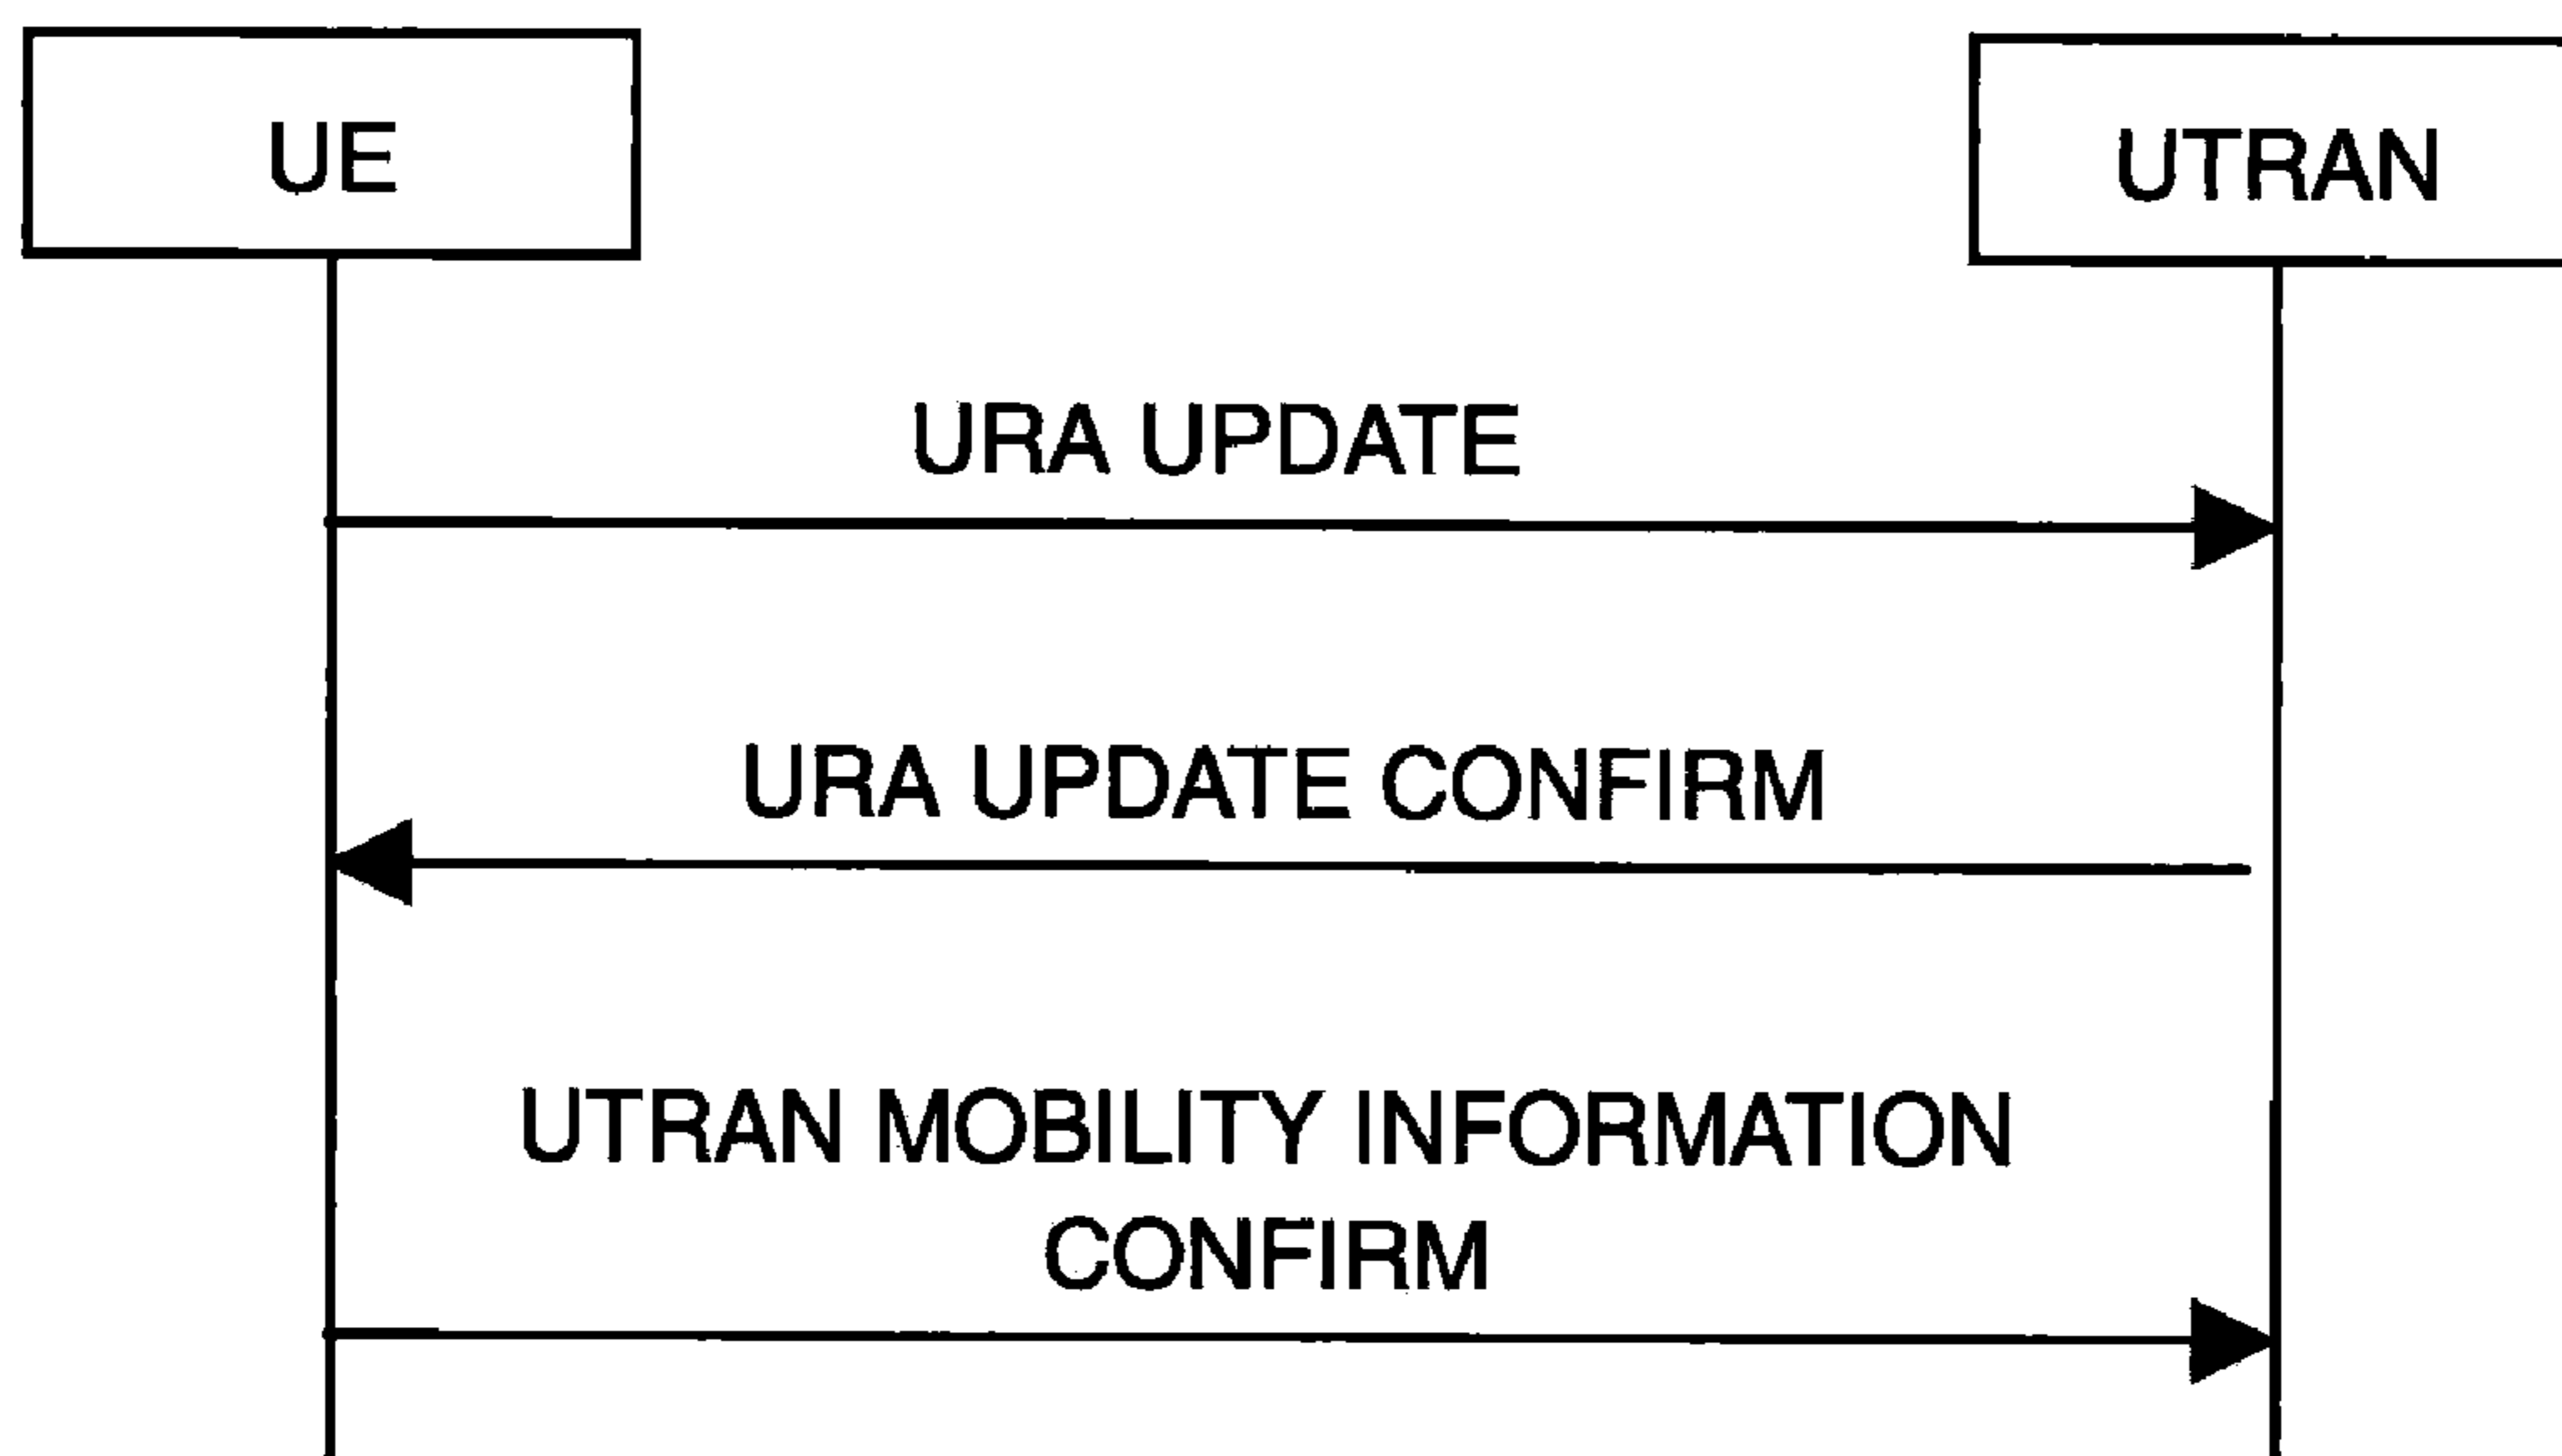 UE
UTRAN
URA UPDATE
URA UPDATE CONFIRM
UTRAN MOBILITY INFORMATION
CONFIRM